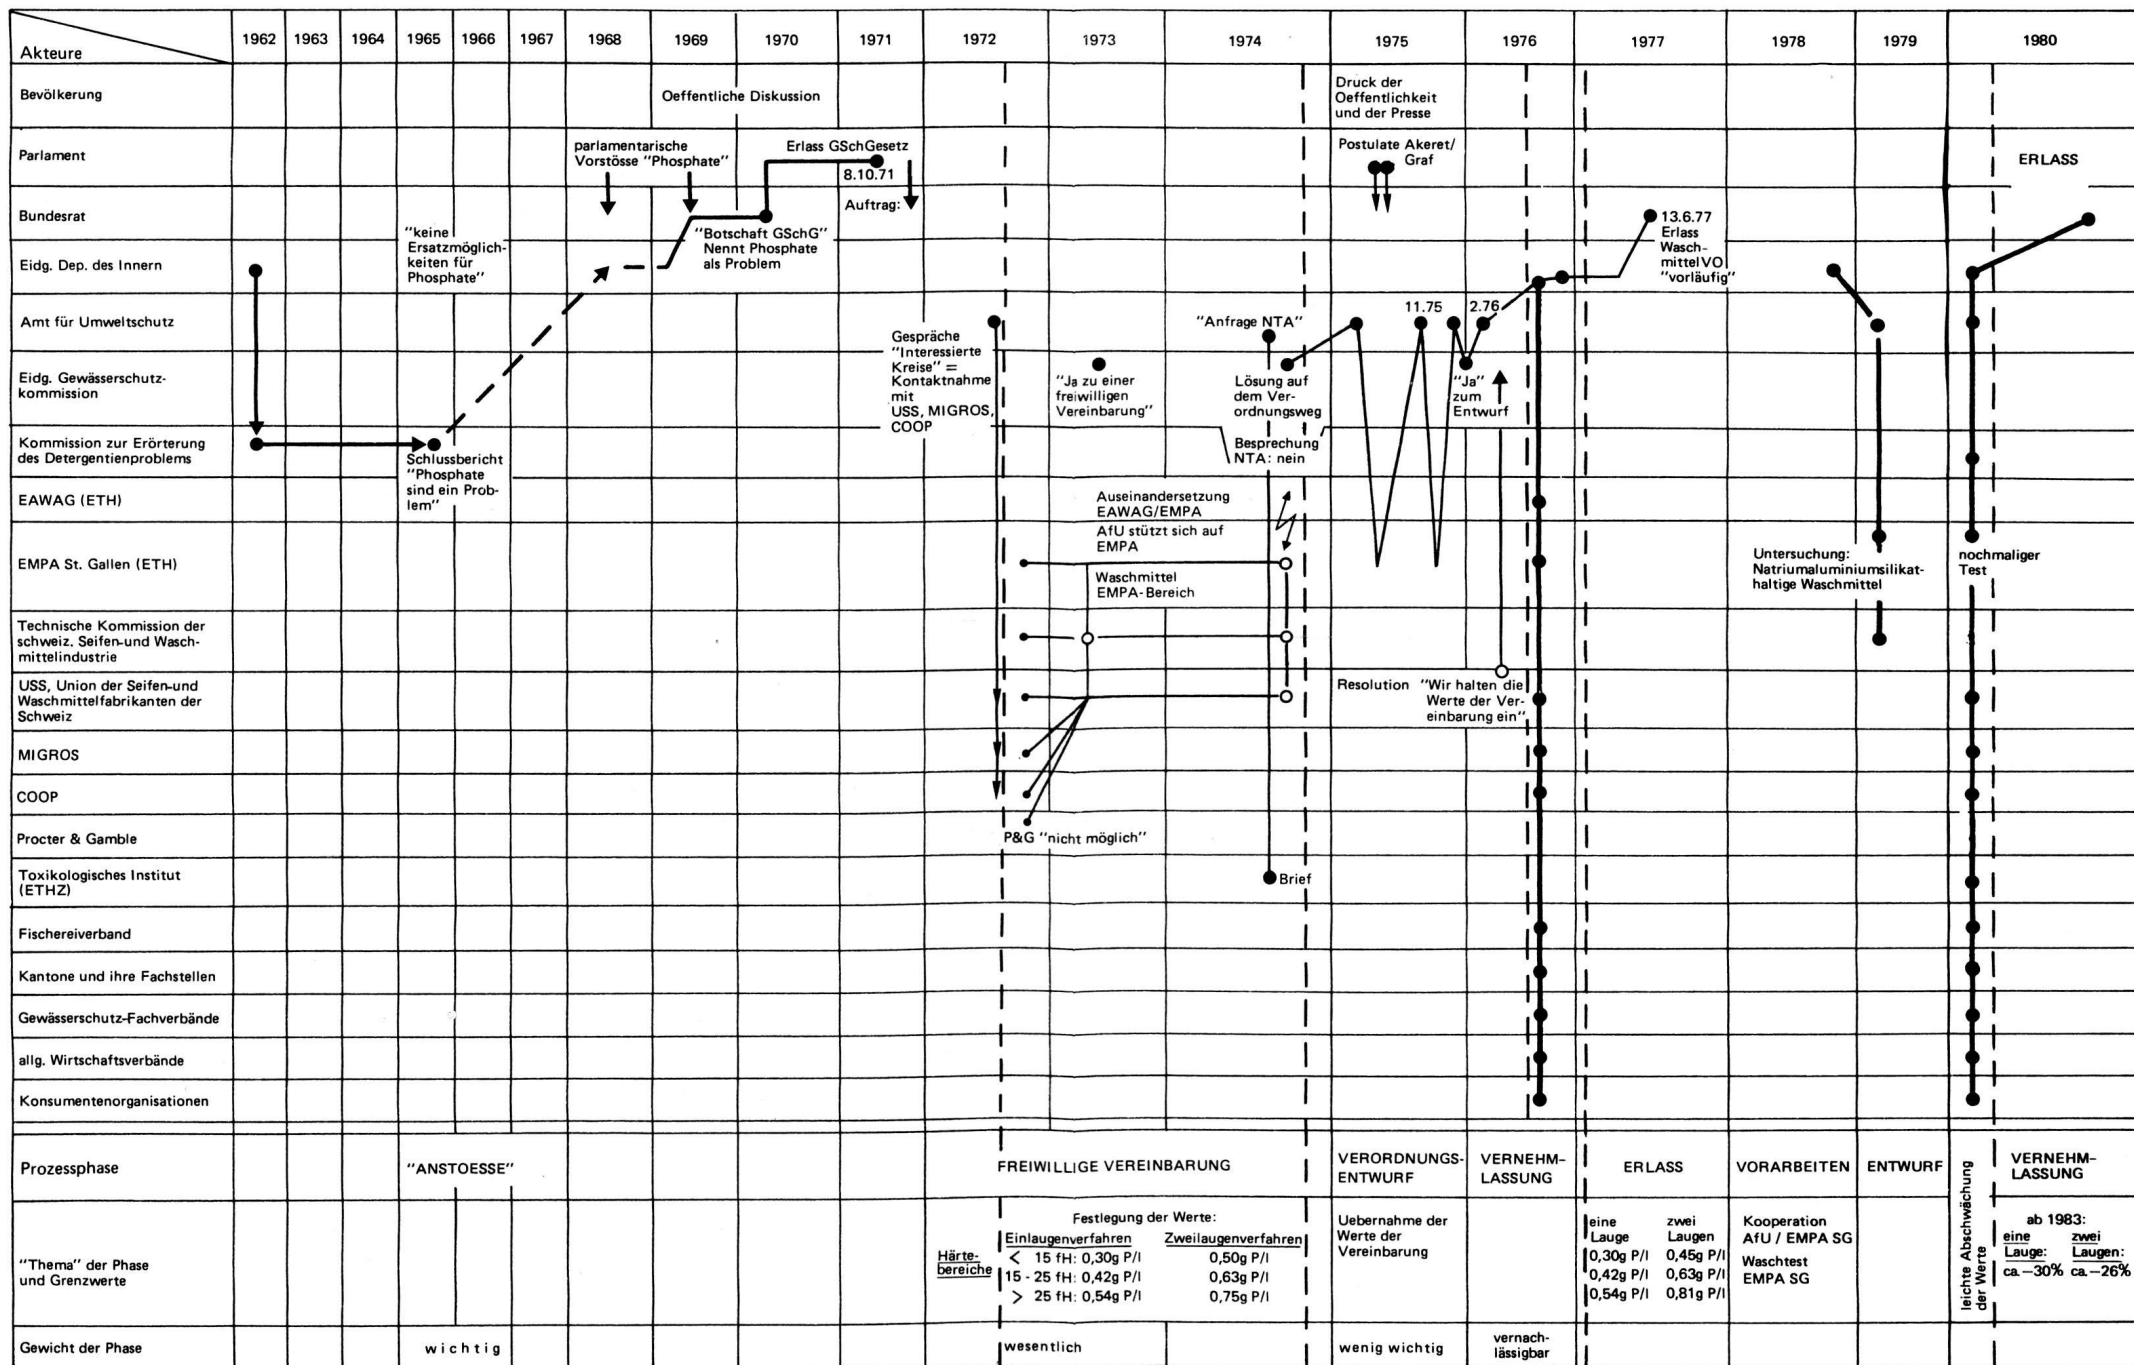 Akteure
1962 1963 1964 1965 1966 1967 1968 1969 1970 1971 1972 1973 1974 1975 1976 1977 1978 1979 1980
Bevölkerung
Oeffentliche Diskussion
Druck der
Oeffentlichkeit
und der Presse
Parlament
parlamentarische
Vorstösse "Phosphate"
Erlass GSchGesetz
8.10.71
Postulate Akeret/
Graf
ERLASS
Bundesrat
Auftrag:
"keine
Ersatzmöglich-
keiten für
Phosphate"
"Botschaft GSchG"
Nennt Phosphate
als Problem
13.6.77
Erlass
Wasch-
mittelVO
"vorläufig"
Eidg. Dep. des Innern
Amt für Umweltschutz
Gespräche
"Interessierte
Kreise" =
Kontaktnahme
mit
USS, MIGROS,
COOP
"Anfrage NTA"
11.75
2.76
Eidg. Gewässerschutz-
kommission
"Ja zu einer
freiwilligen
Vereinbarung"
Lösung auf
dem Ver-
ordnungsweg
"Ja"
zum
Entwurf
Kommission zur Erörterung
des Detergentienproblems
Schlussbericht
"Phosphate
sind ein Prob-
lem"
Besprechung
NTA: nein
EAWAG (ETH)
Auseinandersetzung
EAWAG/EMPA
AfU stützt sich auf
EMPA
EMPA St. Gallen (ETH)
Waschmittel
EMPA-Bereich
Untersuchung:
Natriumaluminiumsilikat-
haltige Waschmittel
nochmaliger
Test
Technische Kommission der
schweiz. Seifen-und Wasch-
mittelindustrie
USS, Union der Seifen-und
Waschmittelfabrikanten der
Schweiz
Resolution "Wir halten die
Werte der Ver-
einbarung ein"
MIGROS
COOP
Procter & Gamble
P&G "nicht möglich"
Toxikologisches Institut
(ETHZ)
Brief
Fischereiverband
Kantone und ihre Fachstellen
Gewässerschutz-Fachverbände
allg. Wirtschaftsverbände
Konsumentenorganisationen
Prozessphase
"ANSTOESSE"
FREIWILLIGE VEREINBARUNG
VERORDNUNGS-
ENTWURF
VERNEHM-
LASSUNG
ERLASS
VORARBEITEN
ENTWURF
leichte Abschwächung
der Werte
VERNEHM-
LASSUNG
"Thema" der Phase
und Grenzwerte
Härte-
bereiche
Festlegung der Werte:
Einlaugenverfahren Zweilaugenverfahren
< 15 fH: 0,30g P/l 0,50g P/l
15 - 25 fH: 0,42g P/l 0,63g P/l
> 25 fH: 0,54g P/l 0,75g P/l
Uebernahme der
Werte der
Vereinbarung
eine zwei
Lauge Laugen
0,30g P/l 0,45g P/l
0,42g P/l 0,63g P/l
0,54g P/l 0,81g P/l
Kooperation
AfU / EMPA SG
Waschtest
EMPA SG
ab 1983:
eine zwei
Lauge: Laugen:
ca.-30% ca.-26%
Gewicht der Phase
wichtig
wesentlich
wenig wichtig
vernach-
lässigbar